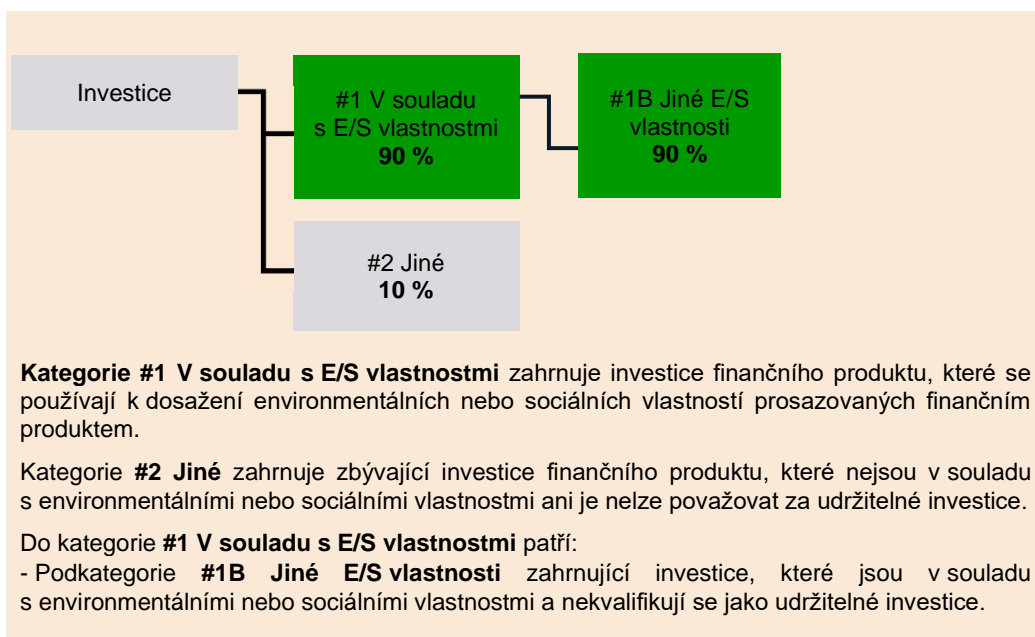 Investice
#1 V souladu
s E/S vlastnostmi
90 %
#1B Jiné E/S
vlastnosti
90 %
#2 Jiné
10 %
Kategorie #1 V souladu s E/S vlastnostmi zahrnuje investice finančního produktu, které se
používají k dosažení environmentálních nebo sociálních vlastností prosazovaných finančním
produktem.
Kategorie #2 Jiné zahrnuje zbývající investice finančního produktu, které nejsou v souladu
s environmentálními nebo sociálními vlastnostmi ani je nelze považovat za udržitelné investice.
Do kategorie #1 V souladu s E/S vlastnostmi patří:
- Podkategorie #1B Jiné E/S vlastnosti zahrnující investice, které jsou v souladu
s environmentálními nebo sociálními vlastnostmi a nekvalifikují se jako udržitelné investice.